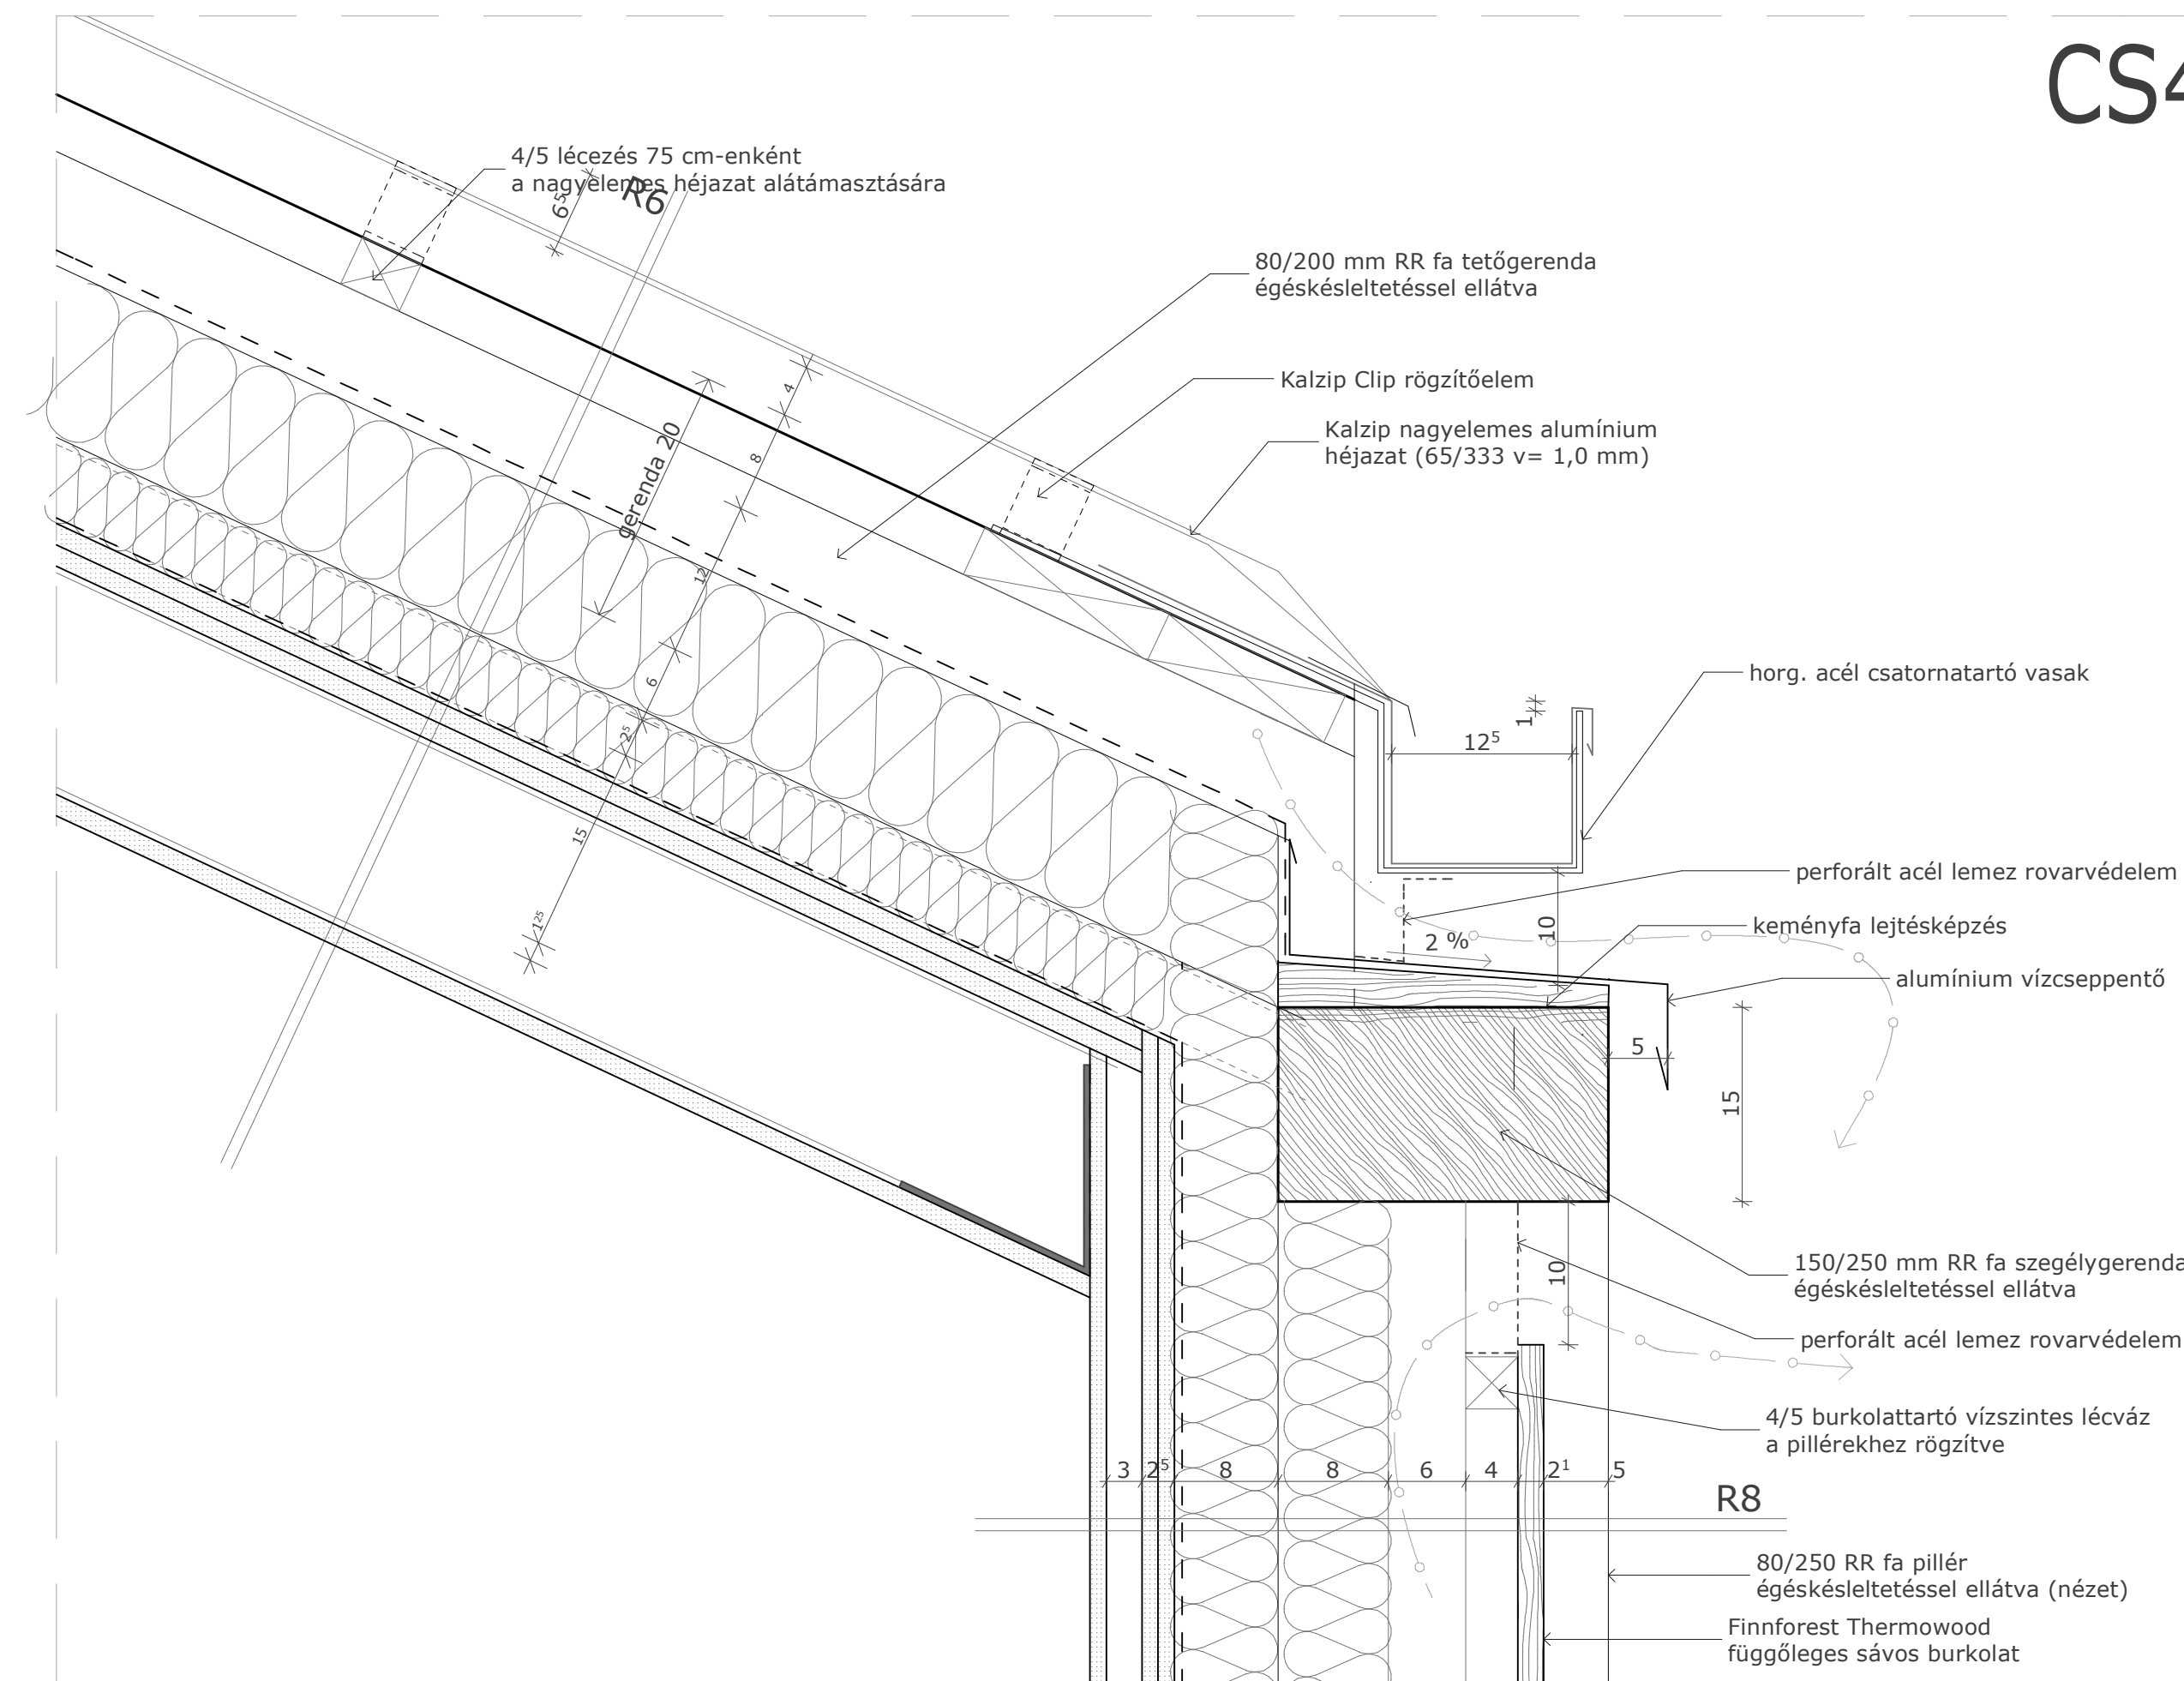 CS4
4/5 lécezés 75 cm-enként
a nagyelemes héjazat alátámasztására
R6
6⁵
80/200 mm RR fa tetőgerenda
égéskésleltetéssel ellátva
Kalzip Clip rögzítőelem
Kalzip nagyelemes alumínium
héjazat (65/333 v= 1,0 mm)
gerenda 20
4
8
12
6
2⁵
15
1²⁵
horg. acél csatornatartó vasak
1
12⁵
perforált acél lemez rovarvédelem
10
2 %
keményfa lejtésképzés
alumínium vízcseppentő
5
15
150/250 mm RR fa szegélygerenda
égéskésleltetéssel ellátva
10
perforált acél lemez rovarvédelem
4/5 burkolattartó vízszintes lécváz
a pillérekhez rögzítve
3 2⁵ 8 8 6 4 2¹ 5
R8
80/250 RR fa pillér
égéskésleltetéssel ellátva (nézet)
Finnforest Thermowood
függőleges sávos burkolat